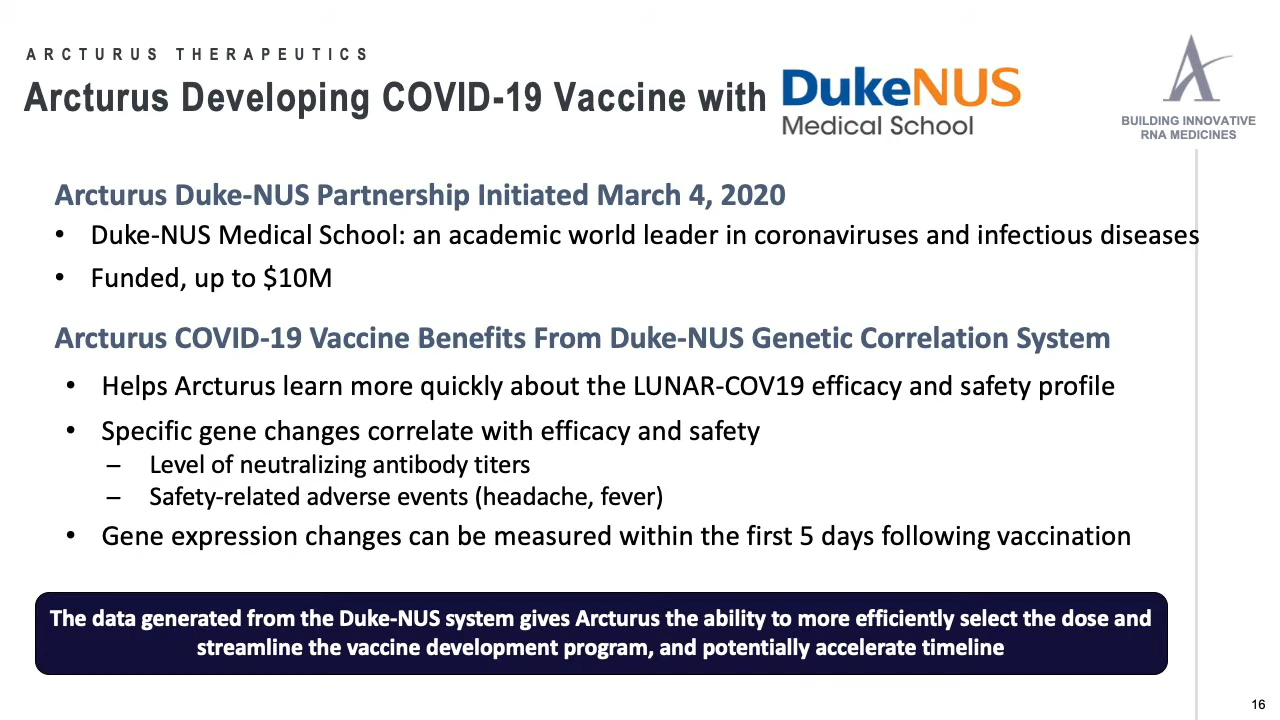 ARCTURUS THERAPEUTICS
Arcturus Developing COVID-19 Vaccine with
DukeNUS
Medical School
BUILDING INNOVATIVE
RNA MEDICINES
Arcturus Duke-NUS Partnership Initiated March 4, 2020
• Duke-NUS Medical School: an academic world leader in coronaviruses and infectious diseases
• Funded, up to $10M
Arcturus COVID-19 Vaccine Benefits From Duke-NUS Genetic Correlation System
• Helps Arcturus learn more quickly about the LUNAR-COV19 efficacy and safety profile
• Specific gene changes correlate with efficacy and safety
– Level of neutralizing antibody titers
– Safety-related adverse events (headache, fever)
• Gene expression changes can be measured within the first 5 days following vaccination
The data generated from the Duke-NUS system gives Arcturus the ability to more efficiently select the dose and
streamline the vaccine development program, and potentially accelerate timeline
16